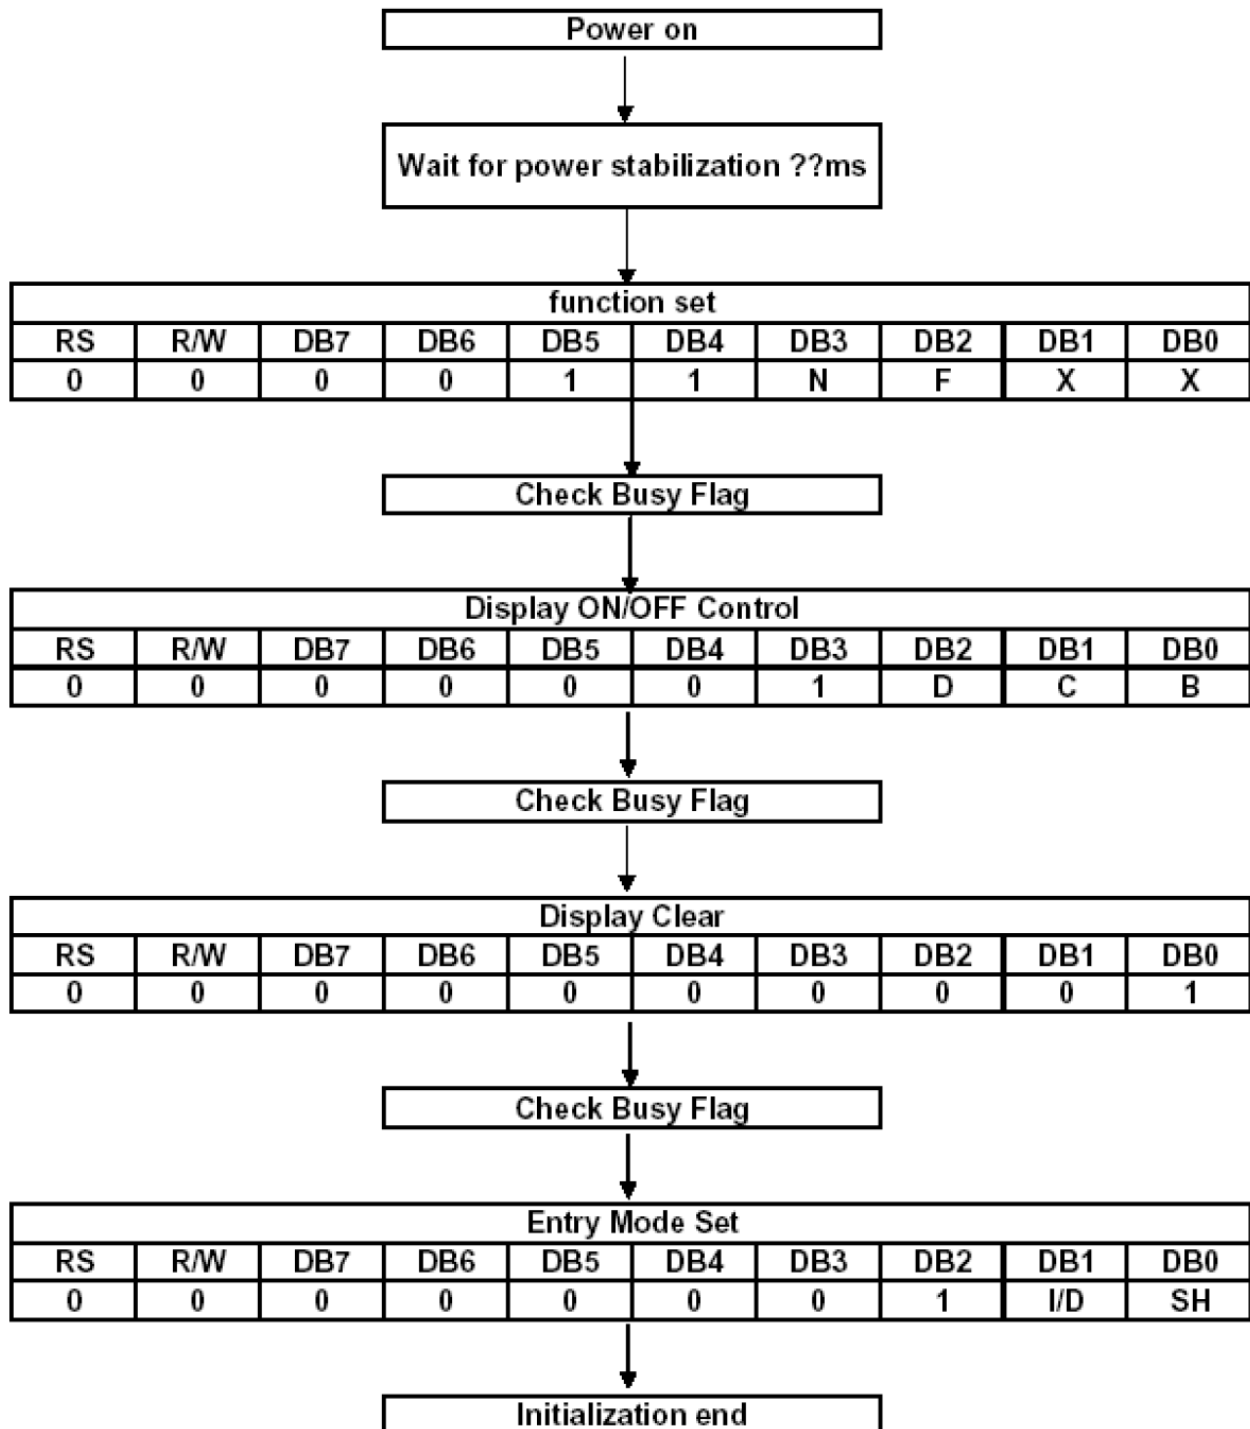 Power on
Wait for power stabilization ??ms
function set
RS R/W DB7 DB6 DB5 DB4 DB3 DB2 DB1 DB0
0 0 0 0 1 1 N F X X
Check Busy Flag
Display ON/OFF Control
RS R/W DB7 DB6 DB5 DB4 DB3 DB2 DB1 DB0
0 0 0 0 0 0 1 D C B
Check Busy Flag
Display Clear
RS R/W DB7 DB6 DB5 DB4 DB3 DB2 DB1 DB0
0 0 0 0 0 0 0 0 0 1
Check Busy Flag
Entry Mode Set
RS R/W DB7 DB6 DB5 DB4 DB3 DB2 DB1 DB0
0 0 0 0 0 0 0 1 I/D SH
Initialization end